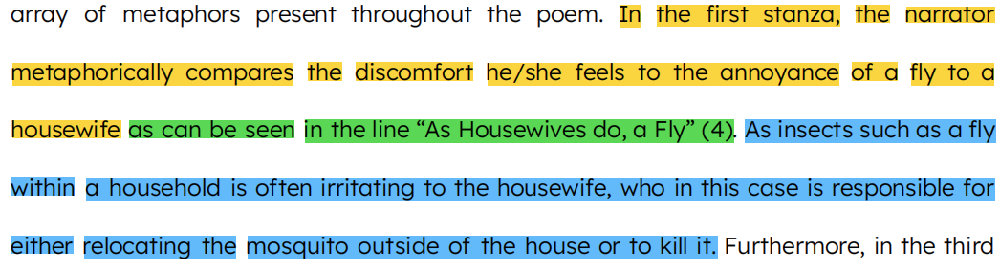 array of metaphors present throughout the poem. In the first stanza, the narrator
metaphorically compares the discomfort he/she feels to the annoyance of a fly to a
housewife as can be seen in the line “As Housewives do, a Fly” (4). As insects such as a fly
within a household is often irritating to the housewife, who in this case is responsible for
either relocating the mosquito outside of the house or to kill it. Furthermore, in the third